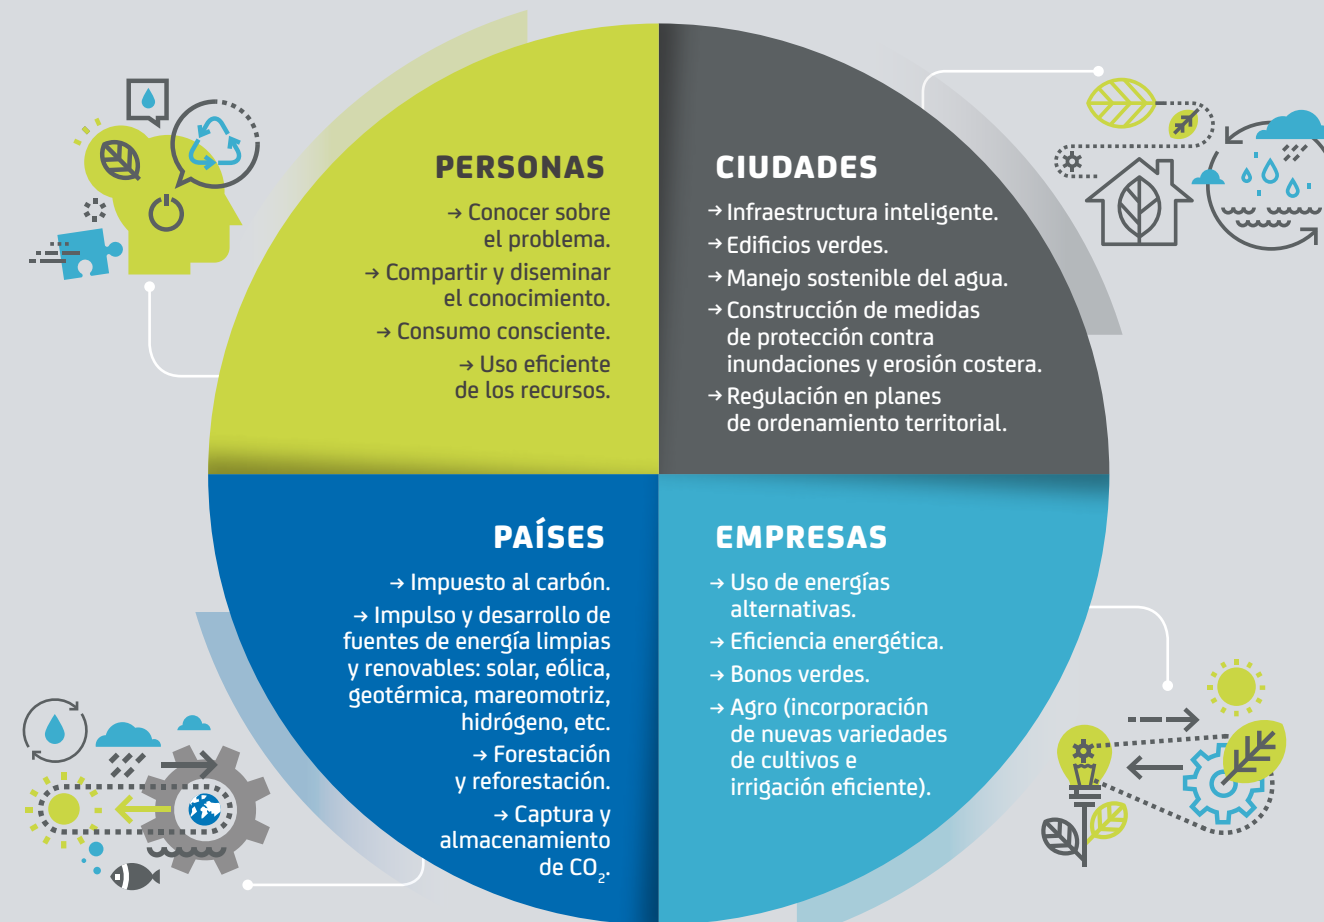 PERSONAS
→ Conocer sobre
el problema.
→ Compartir y diseminar
el conocimiento.
→ Consumo consciente.
→ Uso eficiente
de los recursos.
CIUDADES
→ Infraestructura inteligente.
→ Edificios verdes.
→ Manejo sostenible del agua.
→ Construcción de medidas
de protección contra
inundaciones y erosión costera.
→ Regulación en planes
de ordenamiento territorial.
PAÍSES
→ Impuesto al carbón.
→ Impulso y desarrollo de
fuentes de energía limpias
y renovables: solar, eólica,
geotérmica, mareomotriz,
hidrógeno, etc.
→ Forestación
y reforestación.
→ Captura y
almacenamiento
de CO₂.
EMPRESAS
→ Uso de energías
alternativas.
→ Eficiencia energética.
→ Bonos verdes.
→ Agro (incorporación
de nuevas variedades
de cultivos e
irrigación eficiente).